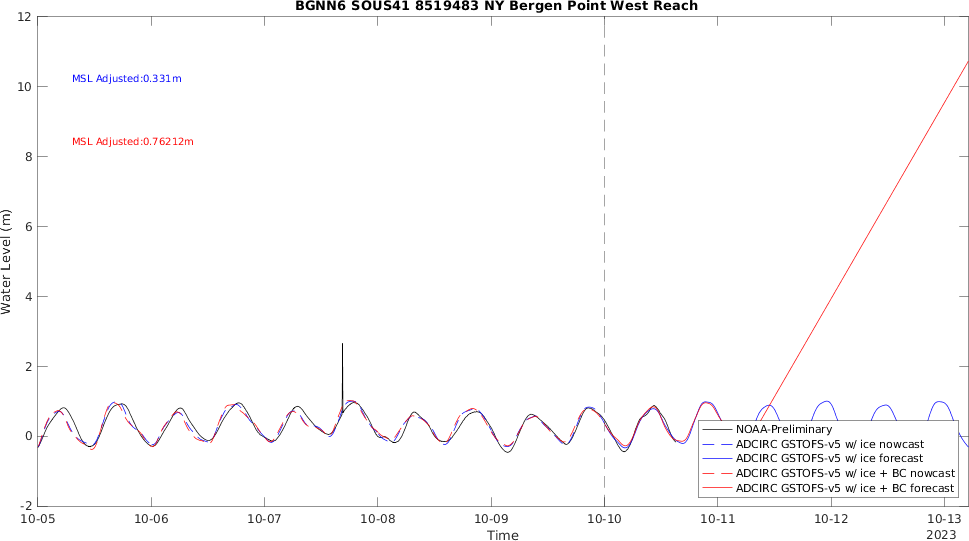 BGNN6 SOUS41 8519483 NY Bergen Point West Reach
12
10
8
6
4
2
0
-2
Water Level (m)
MSL Adjusted:0.331m
MSL Adjusted:0.76212m
NOAA-Preliminary
ADCIRC GSTOFS-v5 w/ ice nowcast
ADCIRC GSTOFS-v5 w/ ice forecast
ADCIRC GSTOFS-v5 w/ ice + BC nowcast
ADCIRC GSTOFS-v5 w/ ice + BC forecast
10-05 10-06 10-07 10-08 10-09 10-10 10-11 10-12 10-13
2023
Time